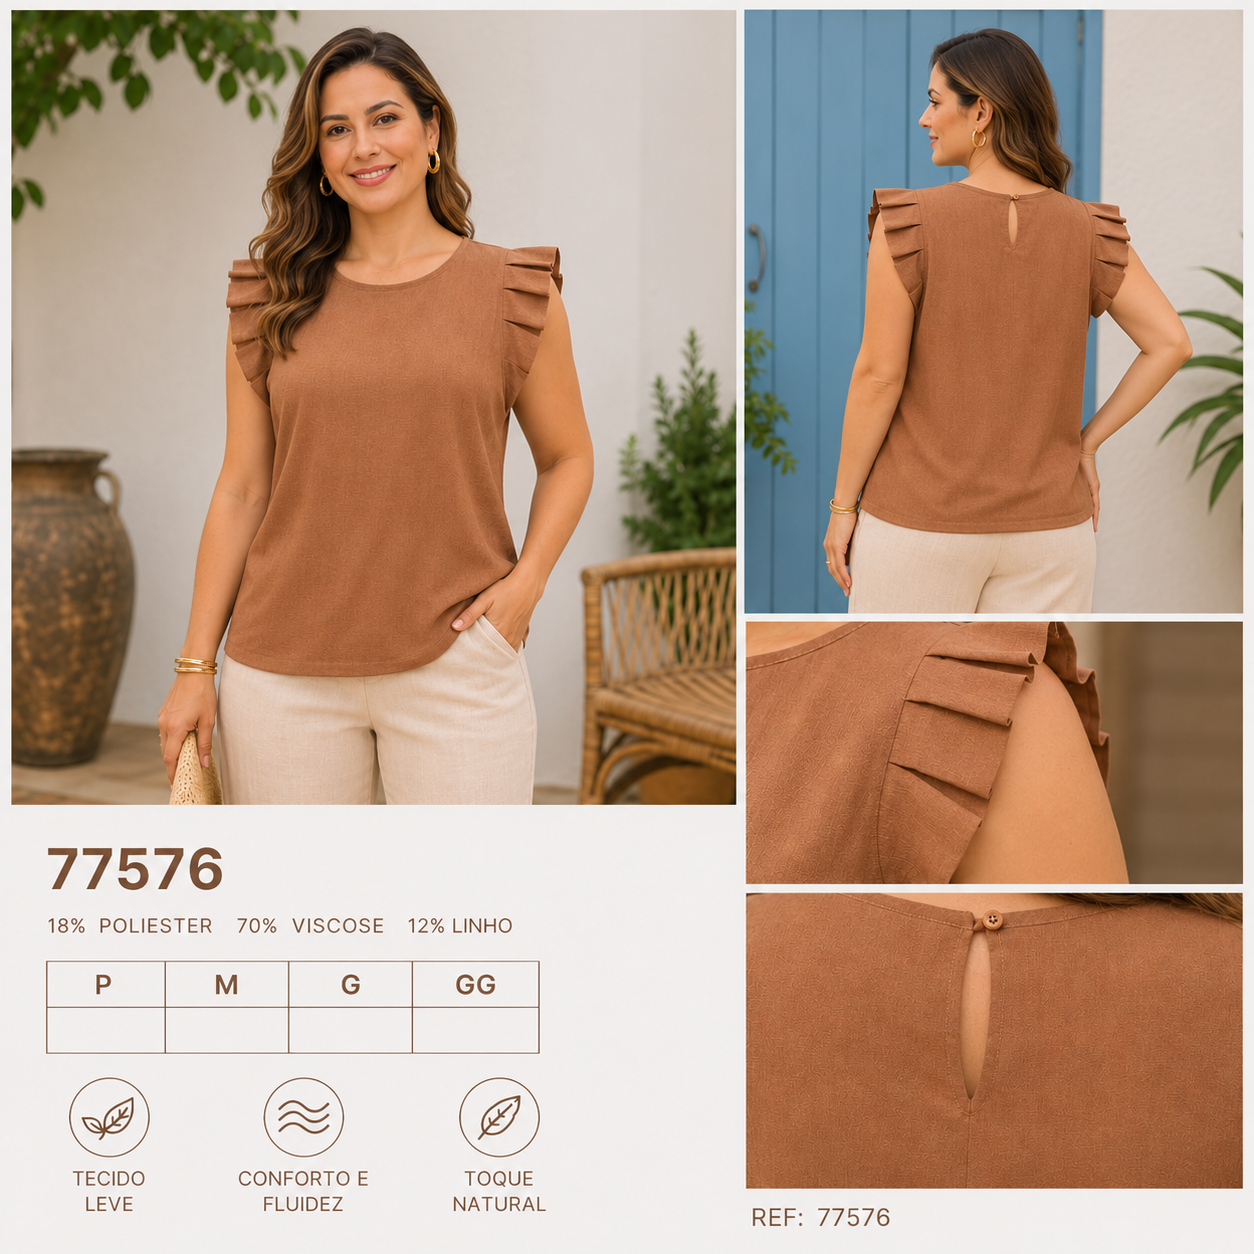 77576
18% POLIESTER 70% VISCOSE 12% LINHO
P M G GG
TECIDO
LEVE
CONFORTO E
FLUIDEZ
TOQUE
NATURAL
REF: 77576